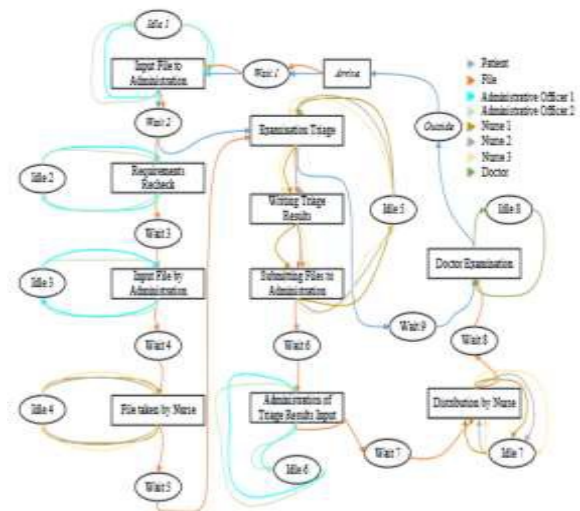 Idle 1
Input File to
Administration
Wait 1
Arrive
Wait 2
Examination Triage
Outside
Patient
File
Administrative Officer 1
Administrative Officer 2
Nurse 1
Nurse 2
Nurse 3
Doctor
Idle 2
Requirements
Recheck
Writing Triage
Results
Idle 5
Idle 8
Wait 3
Idle 3
Input File by
Administration
Submitting Files to
Administration
Doctor Examination
Wait 4
Wait 6
Wait 9
Wait 8
Idle 4
File taken by Nurse
Administration of
Triage Results Input
Distribution by Nurse
Wait 7
Idle 7
Idle 6
Wait 5